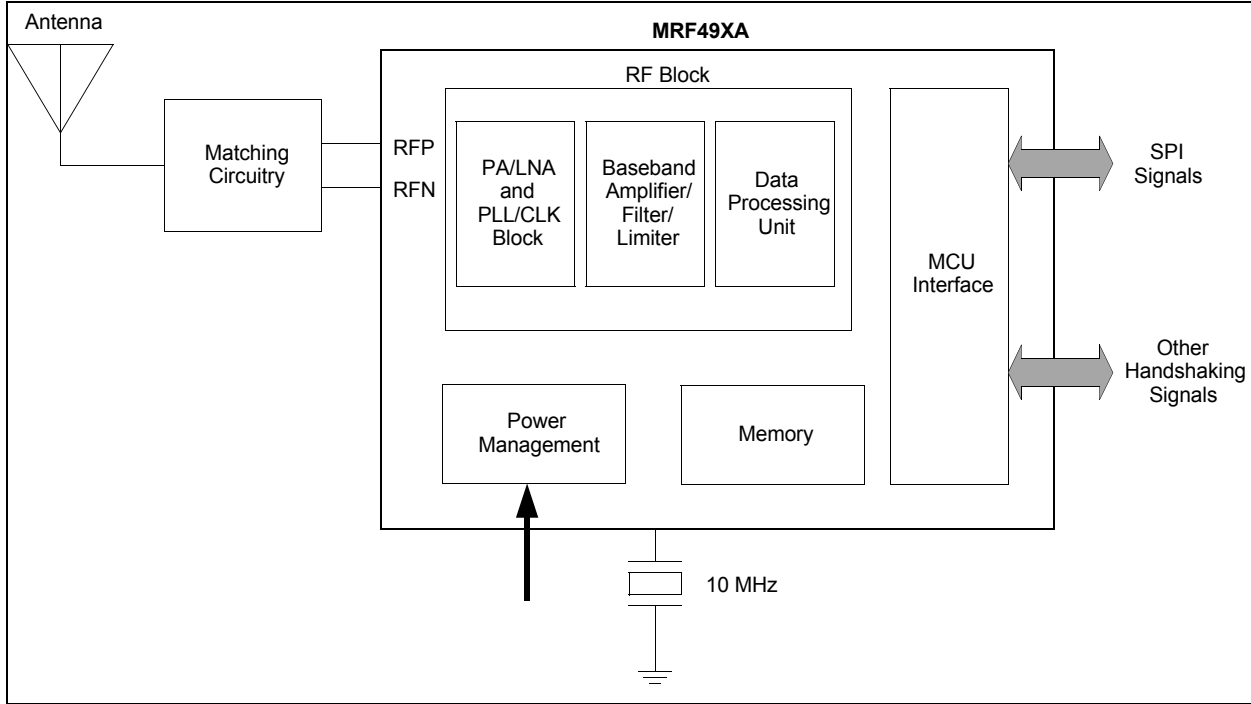 Antenna
MRF49XA
RF Block
Matching
Circuitry
RFP
RFN
PA/LNA
and
PLL/CLK
Block
Baseband
Amplifier/
Filter/
Limiter
Data
Processing
Unit
MCU
Interface
SPI
Signals
Other
Handshaking
Signals
Power
Management
Memory
10 MHz